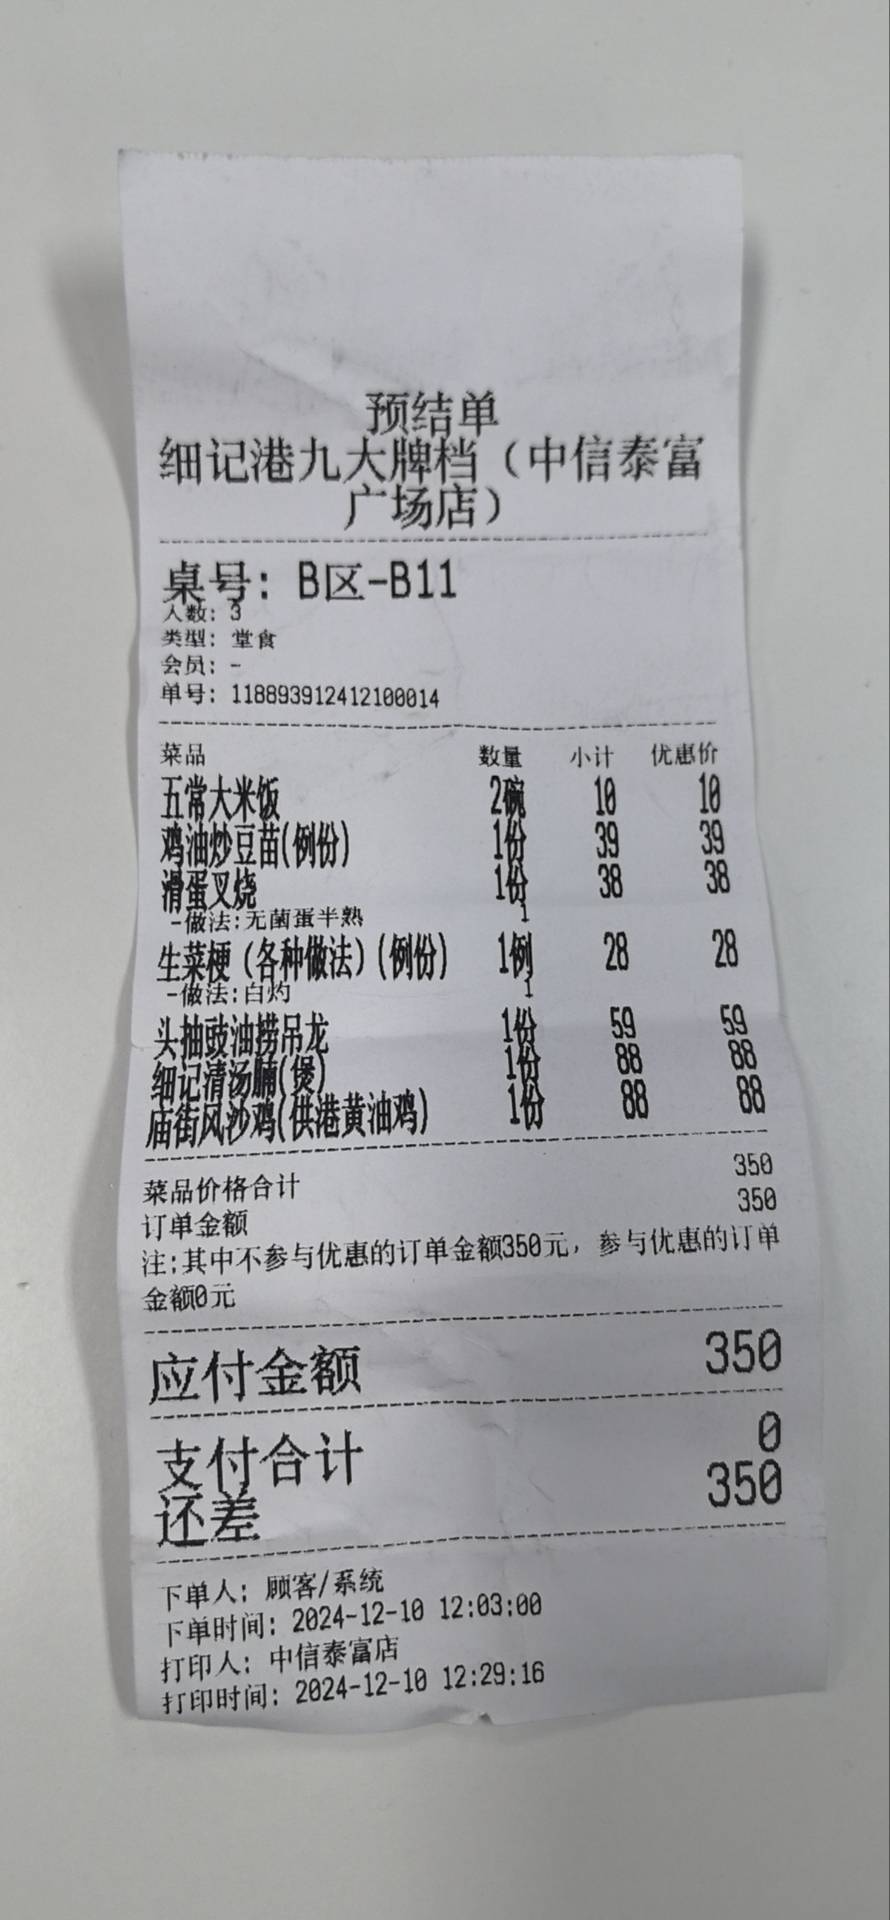 预结单
细记港九大牌档（中信泰富
广场店）
桌号: B区-B11
人数: 3
类型: 堂食
会员: -
单号: 118893912412100014
菜品 数量 小计 优惠价
五常大米饭 2碗 10 10
鸡油炒豆苗(例份) 1份 39 39
滑蛋叉烧 1份 38 38
-做法:无菌蛋半熟 1
生菜梗（各种做法）(例份) 1例 28 28
-做法:白灼 1
头抽豉油捞吊龙 1份 59 59
细记清汤腩(煲) 1份 88 88
庙街风沙鸡(供港黄油鸡) 1份 88 88
菜品价格合计 350
订单金额 350
注:其中不参与优惠的订单金额350元，参与优惠的订单
金额0元
应付金额 350
支付合计 0
还差 350
下单人: 顾客/系统
下单时间: 2024-12-10 12:03:00
打印人: 中信泰富店
打印时间: 2024-12-10 12:29:16